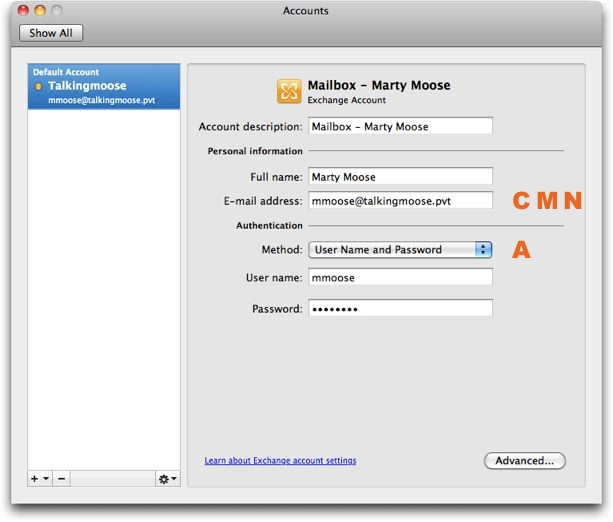 Accounts
Show All
Default Account
Talkingmoose
mmoose@talkingmoose.pvt
Mailbox – Marty Moose
Exchange Account
Account description: Mailbox – Marty Moose
Personal information
Full name: Marty Moose
E-mail address: mmoose@talkingmoose.pvt C M N
Authentication
Method: User Name and Password A
User name: mmoose
Password: ••••••••
Learn about Exchange account settings
Advanced...